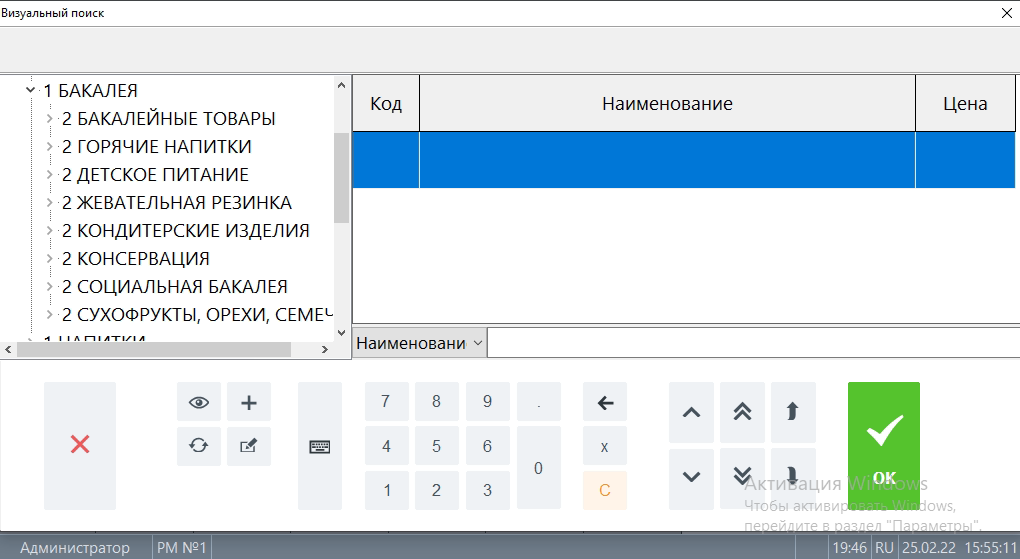 Визуальный поиск
1 БАКАЛЕЯ
2 БАКАЛЕЙНЫЕ ТОВАРЫ
2 ГОРЯЧИЕ НАПИТКИ
2 ДЕТСКОЕ ПИТАНИЕ
2 ЖЕВАТЕЛЬНАЯ РЕЗИНКА
2 КОНДИТЕРСКИЕ ИЗДЕЛИЯ
2 КОНСЕРВАЦИЯ
2 СОЦИАЛЬНАЯ БАКАЛЕЯ
2 СУХОФРУКТЫ, ОРЕХИ, СЕМЕЧ
1 НАПИТКИ
Код Наименование Цена
Наименовани
7 8 9 .
4 5 6 x
0
1 2 3 C
ОК
Активация Windows
Чтобы активировать Windows,
перейдите в раздел "Параметры".
Администратор РМ №1 19:46 RU 25.02.22 15:55:11